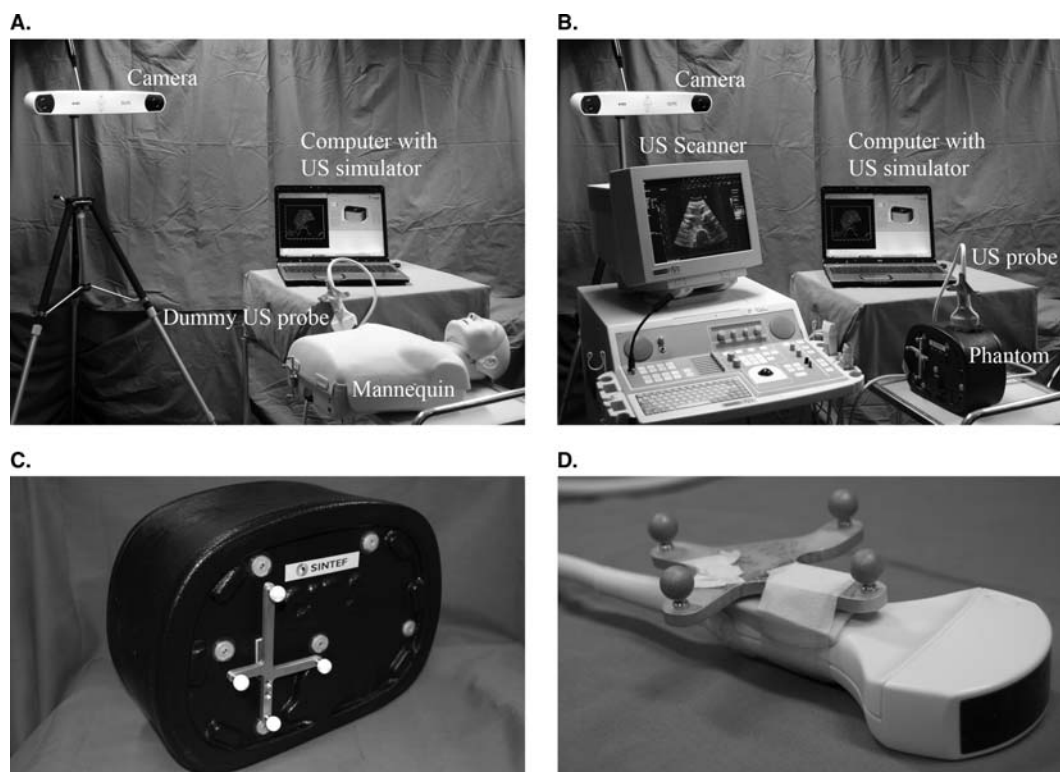 A.
Camera
Computer with
US simulator
Dummy US probe
Mannequin
B.
Camera
US Scanner
Computer with
US simulator
US probe
Phantom
C.
SINTEF
D.